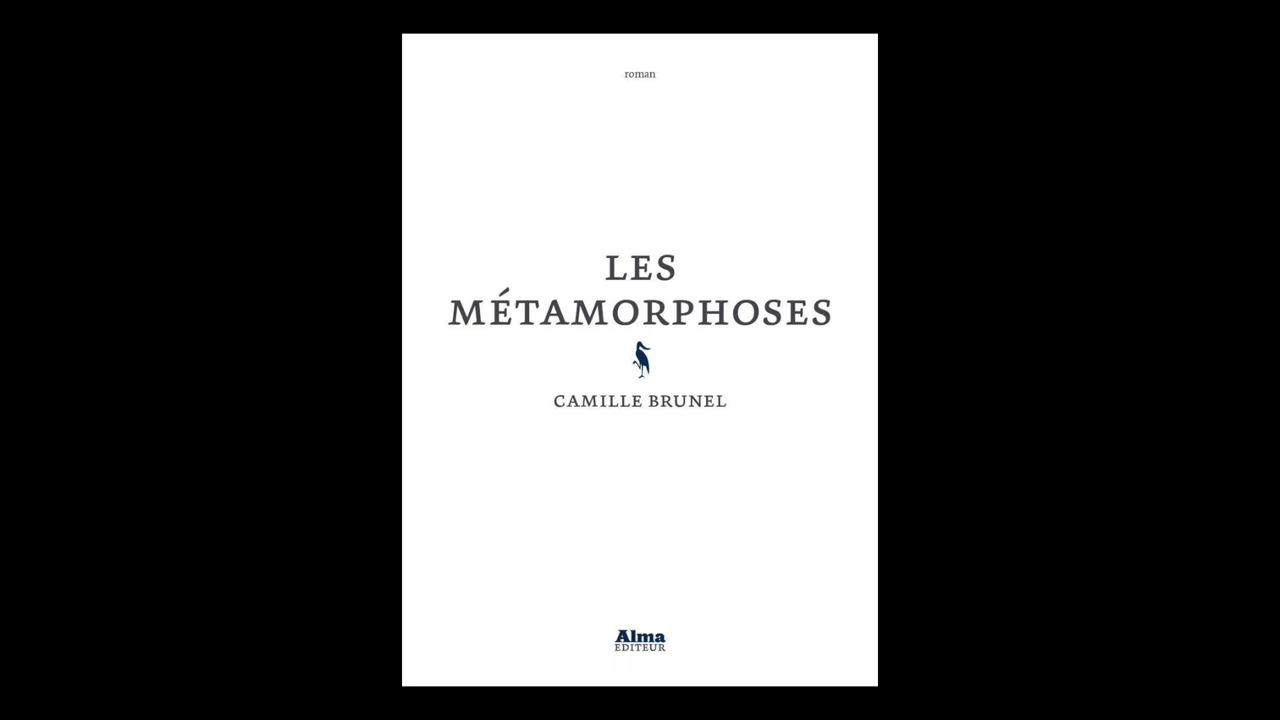 roman
LES
MÉTAMORPHOSES
CAMILLE BRUNEL
Alma
EDITEUR